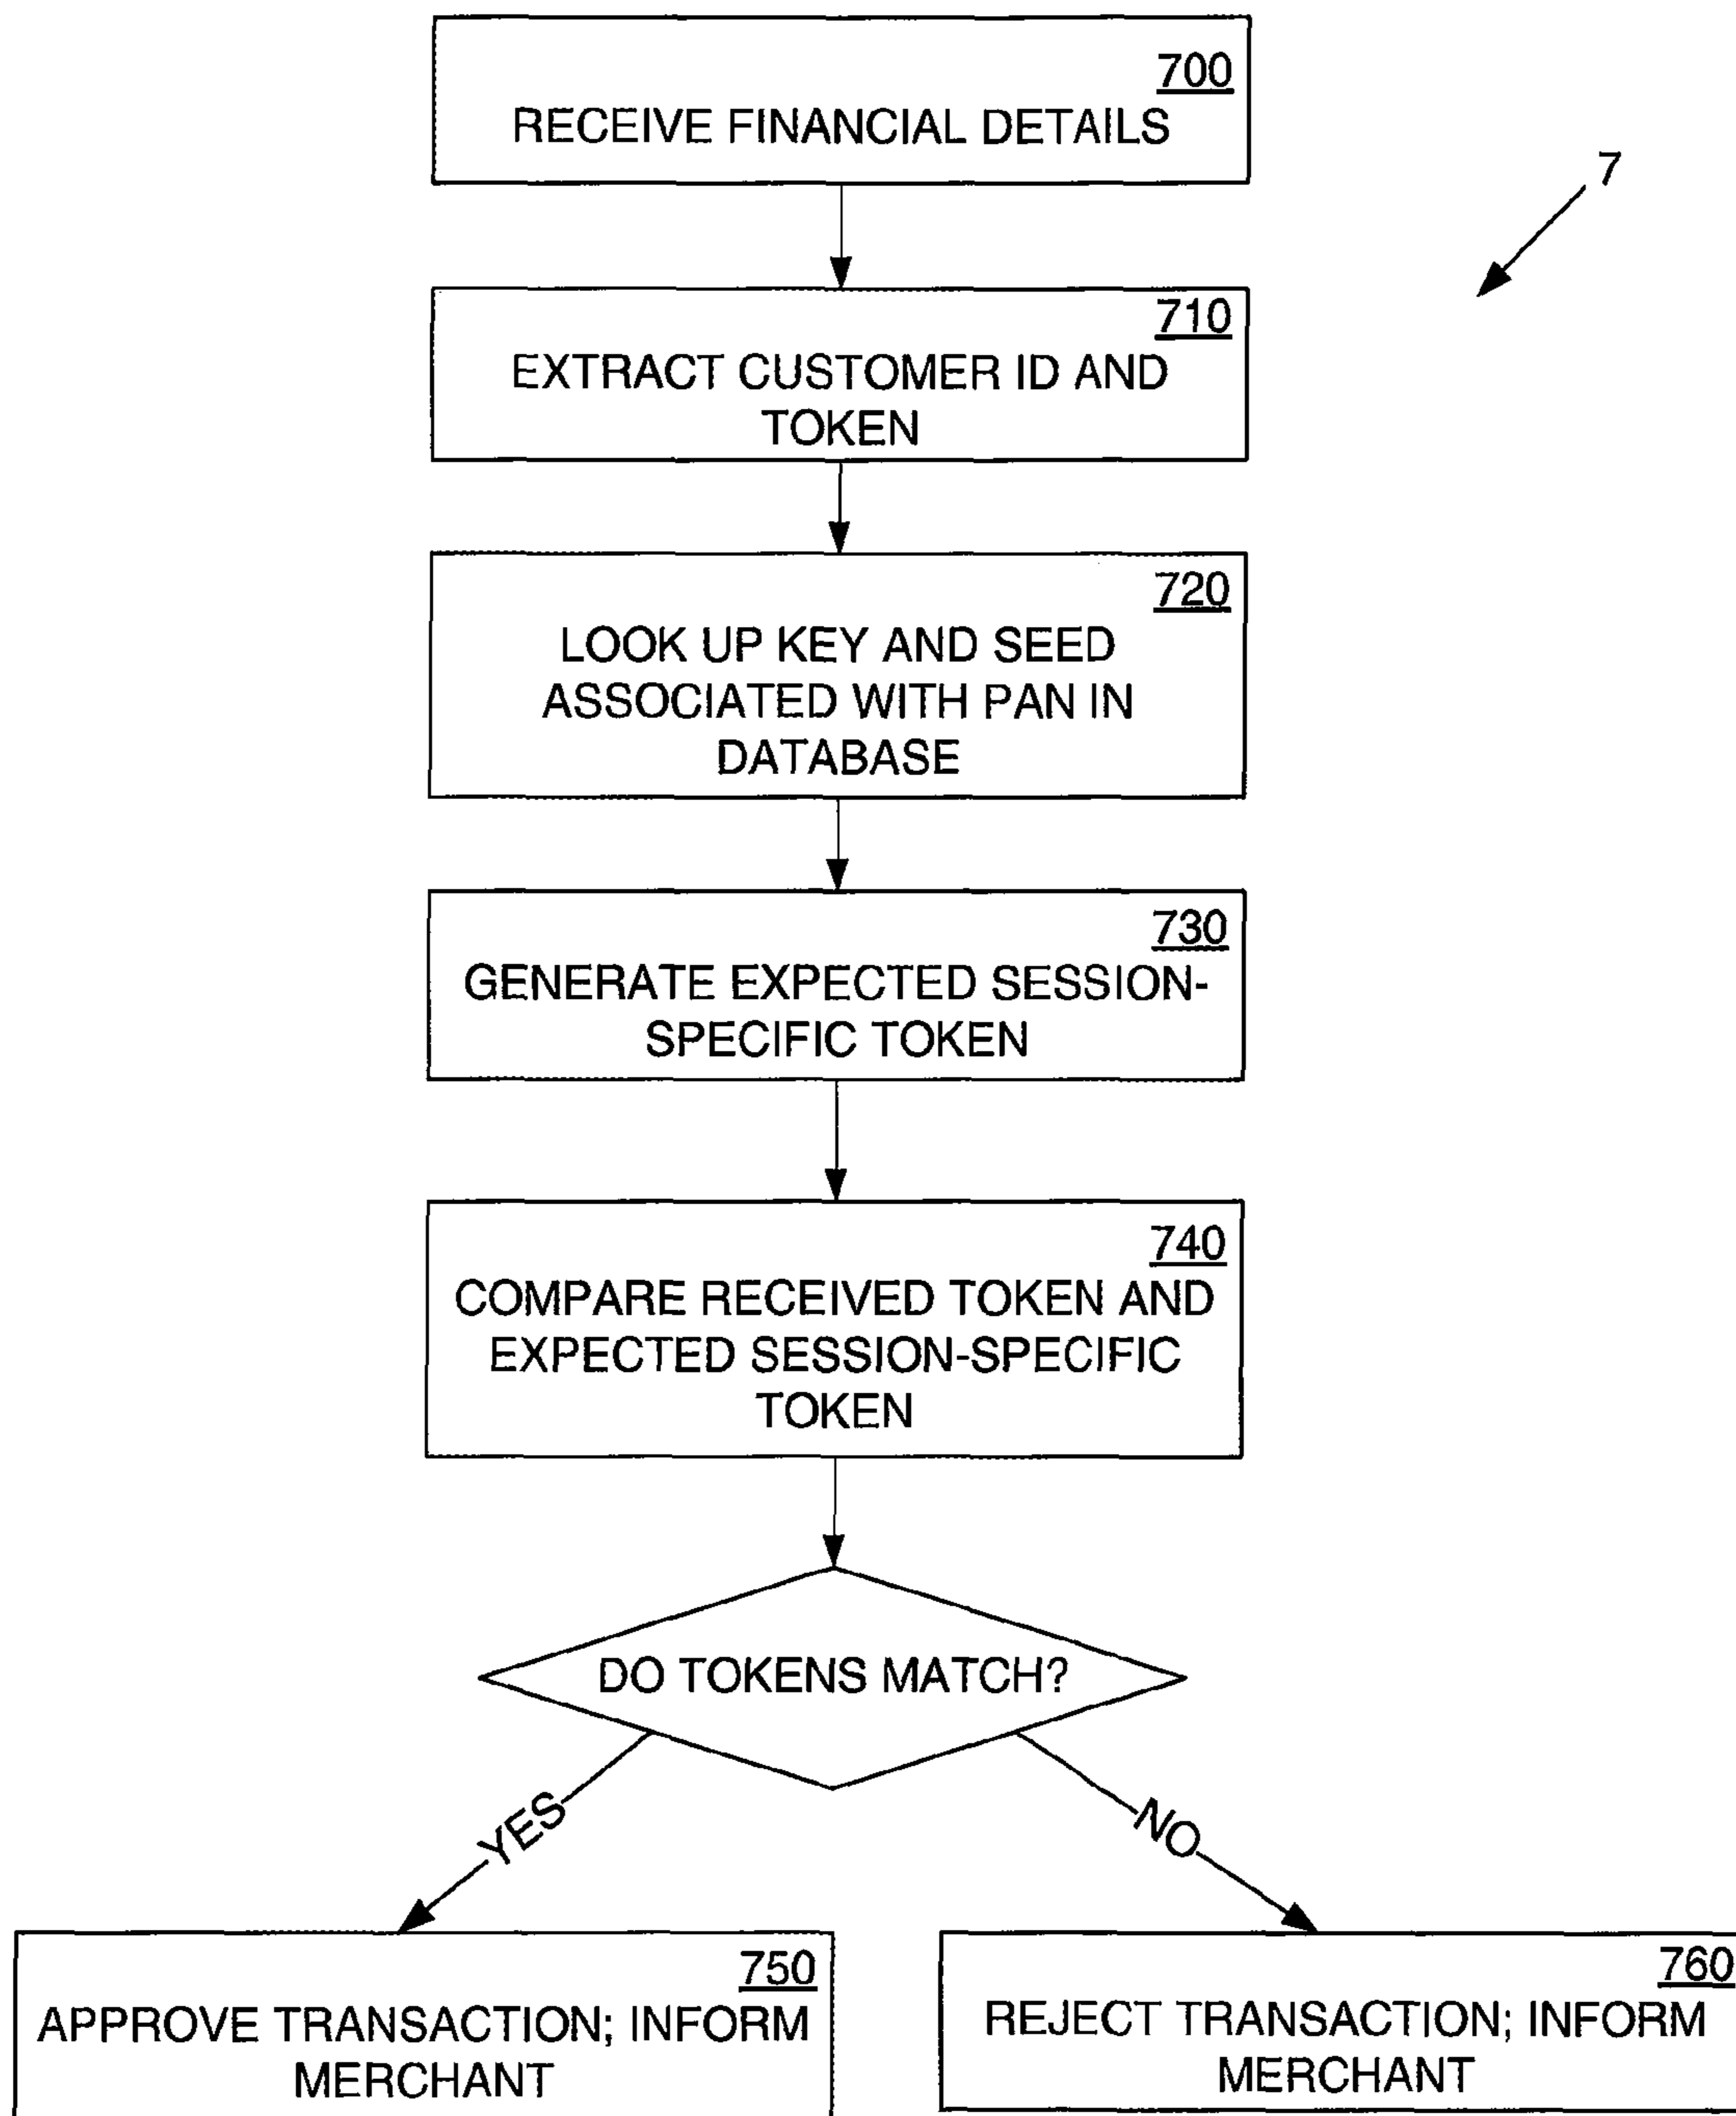 700
RECEIVE FINANCIAL DETAILS
7
710
EXTRACT CUSTOMER ID AND
TOKEN
720
LOOK UP KEY AND SEED
ASSOCIATED WITH PAN IN
DATABASE
730
GENERATE EXPECTED SESSION-
SPECIFIC TOKEN
740
COMPARE RECEIVED TOKEN AND
EXPECTED SESSION-SPECIFIC
TOKEN
DO TOKENS MATCH?
YES
NO
750
APPROVE TRANSACTION; INFORM
MERCHANT
760
REJECT TRANSACTION; INFORM
MERCHANT